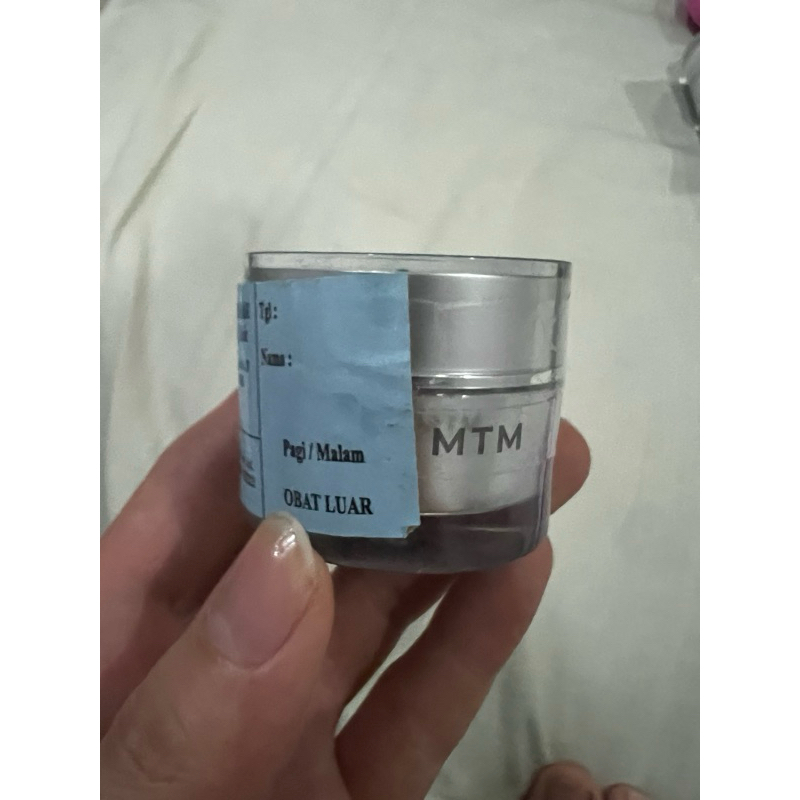 Tgl :
Nama :
Pagi / Malam
OBAT LUAR
MTM